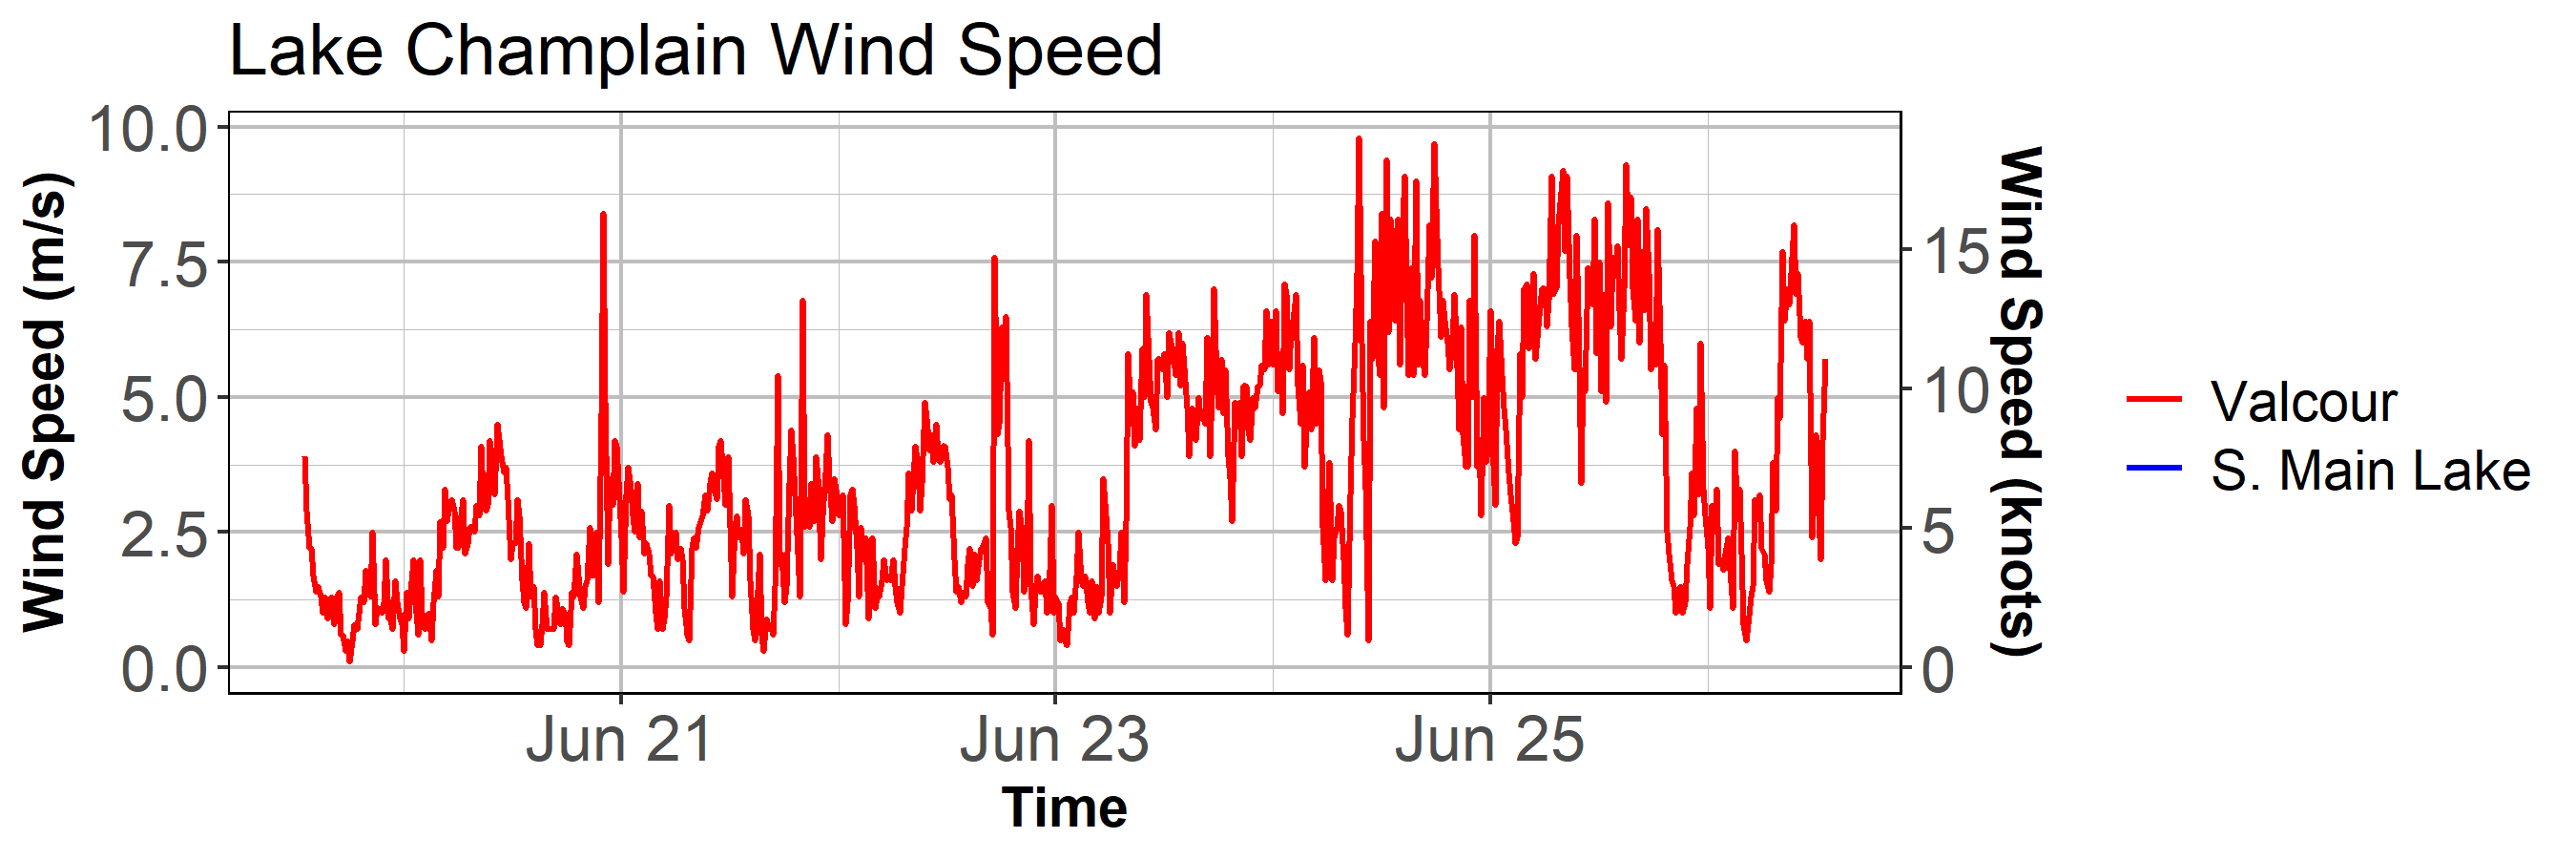 Lake Champlain Wind Speed
Wind Speed (m/s)
10.0
7.5
5.0
2.5
0.0
Jun 21
Jun 23
Jun 25
Time
15
10
5
0
Wind Speed (knots)
Valcour
S. Main Lake